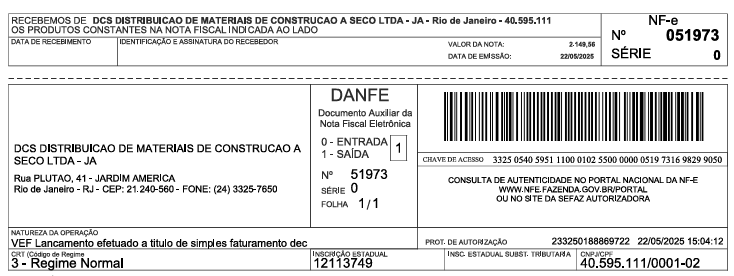 RECEBEMOS DE DCS DISTRIBUICAO DE MATERIAIS DE CONSTRUCAO A SECO LTDA - JA - Rio de Janeiro - 40.595.111
OS PRODUTOS CONSTANTES NA NOTA FISCAL INDICADA AO LADO
DATA DE RECEBIMENTO IDENTIFICAÇÃO E ASSINATURA DO RECEBEDOR
VALOR DA NOTA: 2·149,56
DATA DE EMISSÃO: 22/05/2025
NF-e
Nº 051973
SÉRIE 0
DCS DISTRIBUICAO DE MATERIAIS DE CONSTRUCAO A
SECO LTDA - JA
Rua PLUTAO, 41 - JARDIM AMERICA
Rio de Janeiro - RJ - CEP: 21.240-560 - FONE: (24) 3325-7650
DANFE
Documento Auxiliar da
Nota Fiscal Eletrônica
0 - ENTRADA
1 - SAÍDA
1
Nº 51973
SÉRIE 0
FOLHA 1/1
CHAVE DE ACESSO 3325 0540 5951 1100 0102 5500 0000 0519 7316 9829 9050
CONSULTA DE AUTENTICIDADE NO PORTAL NACIONAL DA NF-E
WWW.NFE.FAZENDA.GOV.BR/PORTAL
OU NO SITE DA SEFAZ AUTORIZADORA
NATUREZA DA OPERAÇÃO
VEF Lancamento efetuado a titulo de simples faturamento dec
PROT. DE AUTORIZAÇÃO 233250188869722 22/05/2025 15:04:12
CRT (Código de Regime
3 - Regime Normal
INSCRIÇÃO ESTADUAL
12113749
INSC. ESTADUAL SUBST. TRIBUTARIA
CNPJ/CPF
40.595.111/0001-02